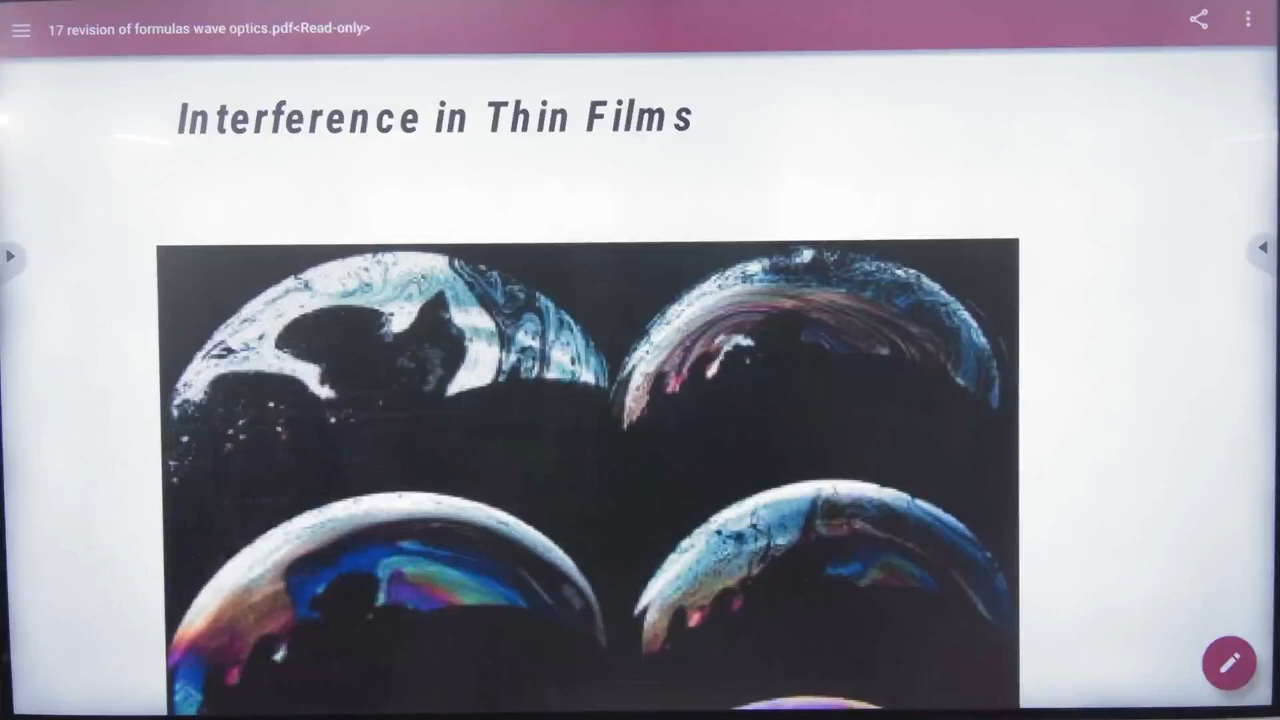 17 revision of formulas wave optics.pdf<Read-only>
Interference in Thin Films